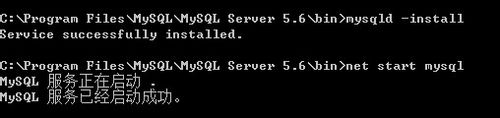 C:\Program Files\MySQL\MySQL Server 5.6\bin>mysqld -install
Service successfully installed.
C:\Program Files\MySQL\MySQL Server 5.6\bin>net start mysql
MySQL 服务正在启动 .
MySQL 服务已经启动成功。